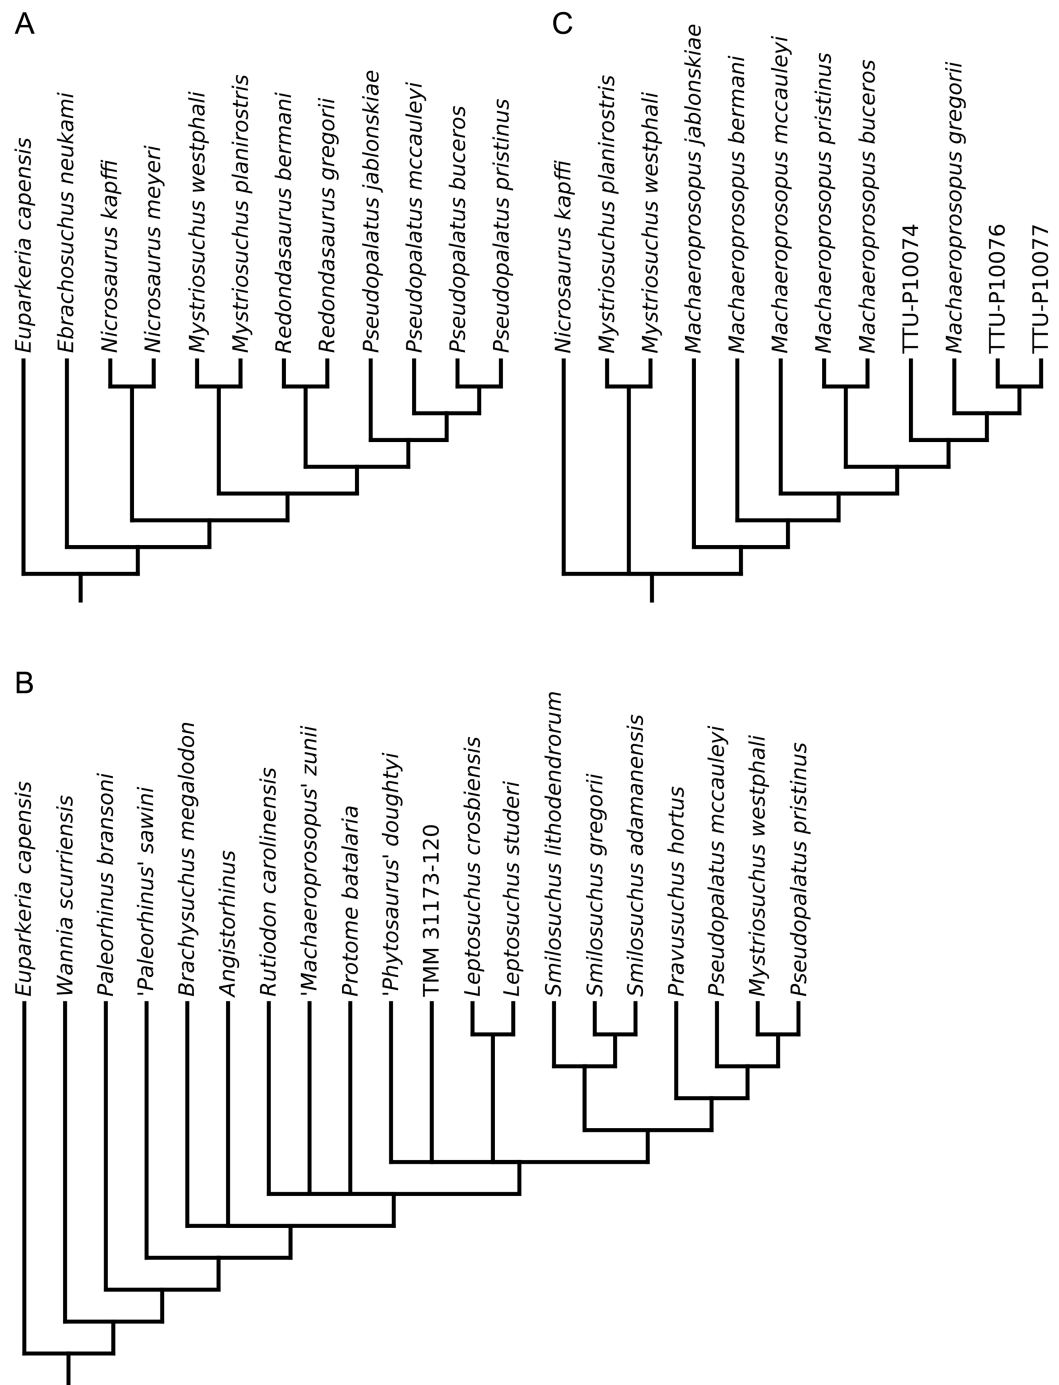 A
Euparkeria capensis
Ebrachosuchus neukami
Nicrosaurus kapffi
Nicrosaurus meyeri
Mystriosuchus westphali
Mystriosuchus planirostris
Redondasaurus bermani
Redondasaurus gregorii
Pseudopalatus jablonskiae
Pseudopalatus mccauleyi
Pseudopalatus buceros
Pseudopalatus pristinus
C
Nicrosaurus kapffi
Mystriosuchus planirostris
Mystriosuchus westphali
Machaeroprosopus jablonskiae
Machaeroprosopus bermani
Machaeroprosopus mccauleyi
Machaeroprosopus pristinus
Machaeroprosopus buceros
TTU-P10074
Machaeroprosopus gregorii
TTU-P10076
TTU-P10077
B
Euparkeria capensis
Wannia scurriensis
Paleorhinus bransoni
'Paleorhinus' sawini
Brachysuchus megalodon
Angistorhinus
Rutiodon carolinensis
'Machaeroprosopus' zunii
Protome batalaria
'Phytosaurus' doughtyi
TMM 31173-120
Leptosuchus crosbiensis
Leptosuchus studeri
Smilosuchus lithodendrorum
Smilosuchus gregorii
Smilosuchus adamanensis
Pravusuchus hortus
Pseudopalatus mccauleyi
Mystriosuchus westphali
Pseudopalatus pristinus